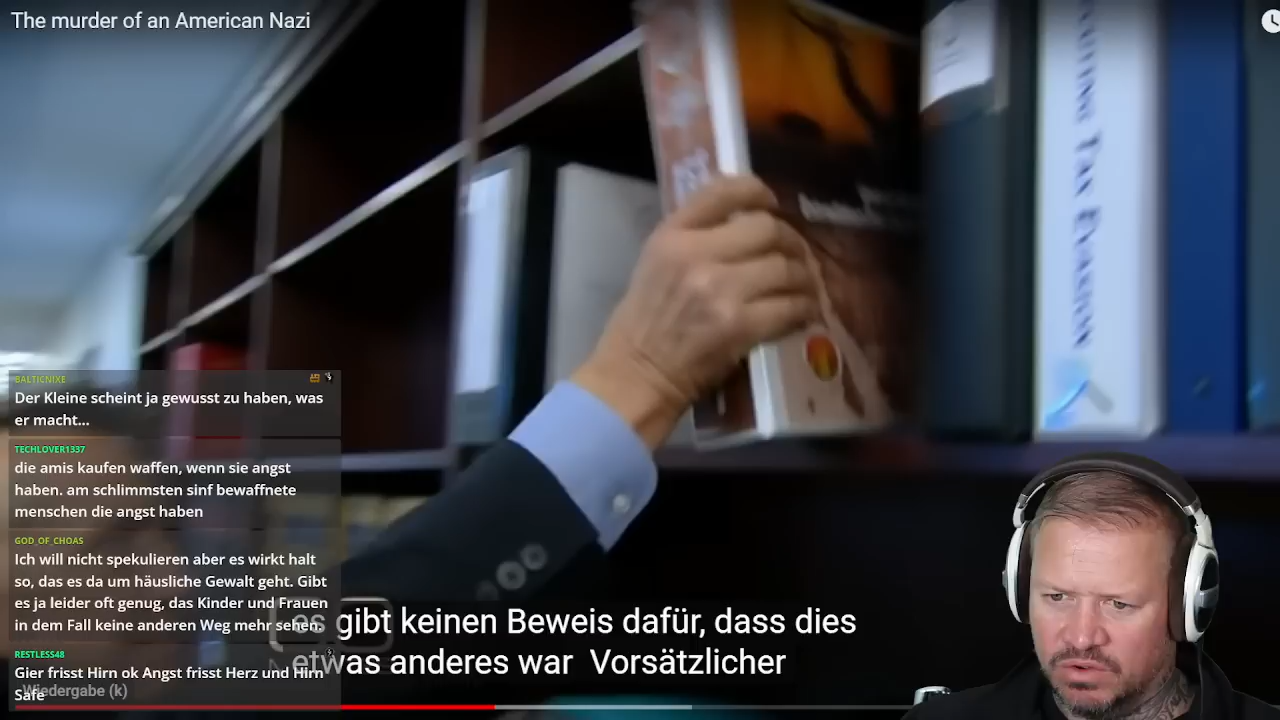 The murder of an American Nazi
TAX EVASION
BALTICNIXE
Der Kleine scheint ja gewusst zu haben, was
er macht...
TECHLOVER1337
die amis kaufen waffen, wenn sie angst
haben. am schlimmsten sinf bewaffnete
menschen die angst haben
GOD_OF_CHOAS
Ich will nicht spekulieren aber es wirkt halt
so, das es da um häusliche Gewalt geht. Gibt
es ja leider oft genug, das Kinder und Frauen
in dem Fall keine anderen Weg mehr sehen.
RESTLESS48
Gier frisst Hirn ok Angst frisst Herz und Hirn
Safe
Wiedergabe (k)
es gibt keinen Beweis dafür, dass dies
etwas anderes war Vorsätzlicher